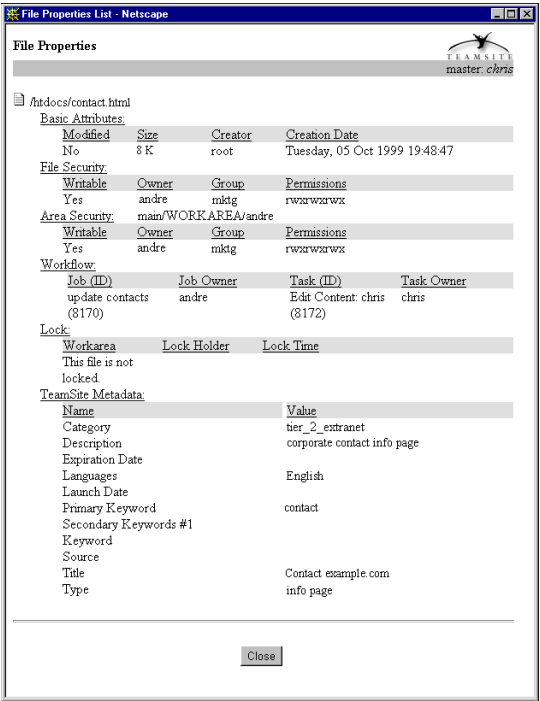 File Properties List - Netscape
File Properties
TEAMSITE
master: chris
/htdocs/contact.html
Basic Attributes:
Modified Size Creator Creation Date
No 8 K root Tuesday, 05 Oct 1999 19:48:47
File Security:
Writable Owner Group Permissions
Yes andre mktg rwxrwxrwx
Area Security: main/WORKAREA/andre
Writable Owner Group Permissions
Yes andre mktg rwxrwxrwx
Workflow:
Job (ID) Job Owner Task (ID) Task Owner
update contacts andre Edit Content: chris chris
(8170) (8172)
Lock:
Workarea Lock Holder Lock Time
This file is not
locked.
TeamSite Metadata:
Name Value
Category tier_2_extranet
Description corporate contact info page
Expiration Date
Languages English
Launch Date
Primary Keyword contact
Secondary Keywords #1
Keyword
Source
Title Contact example.com
Type info page
Close